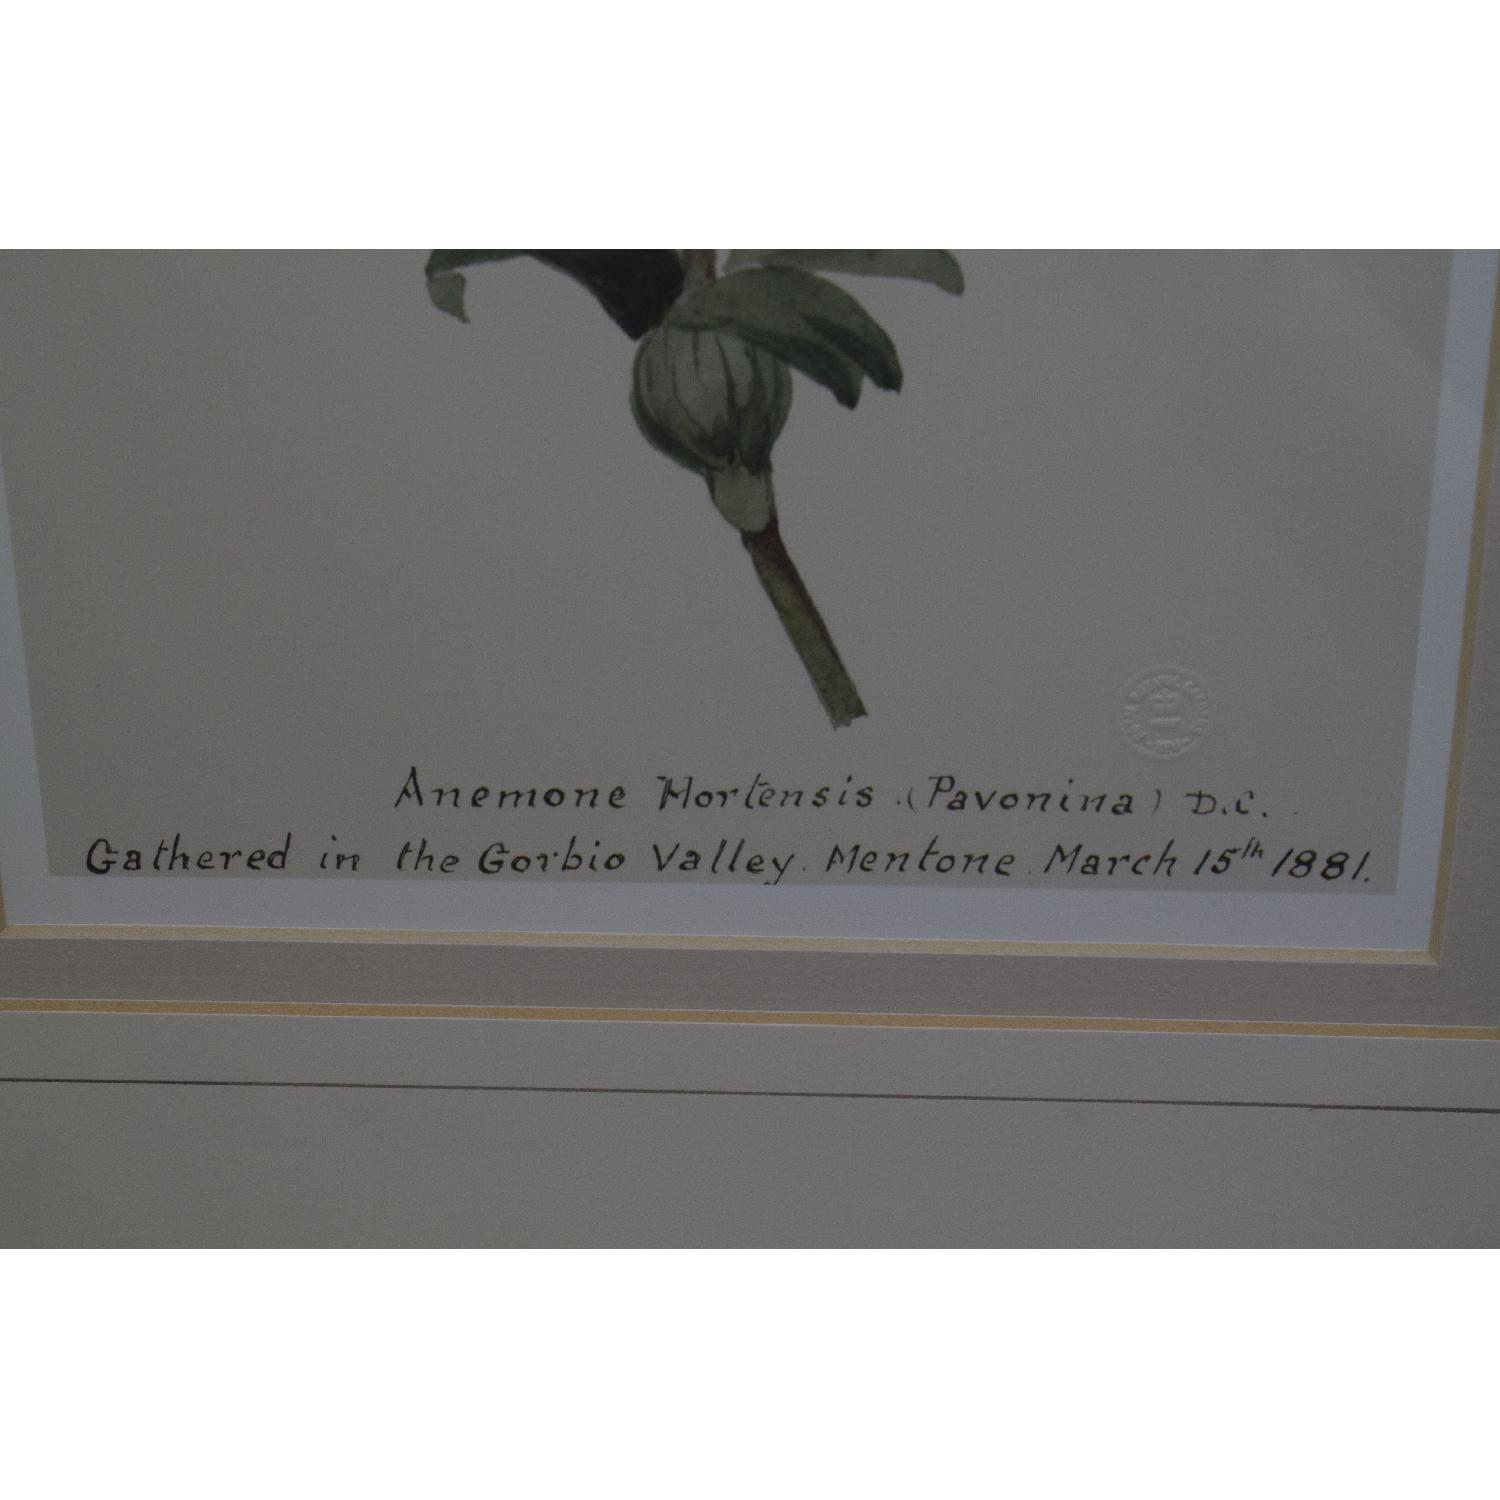 Anemone Hortensis . (Pavonina) D.C.
Gathered in the Gorbio Valley. Mentone. March 15th 1881.